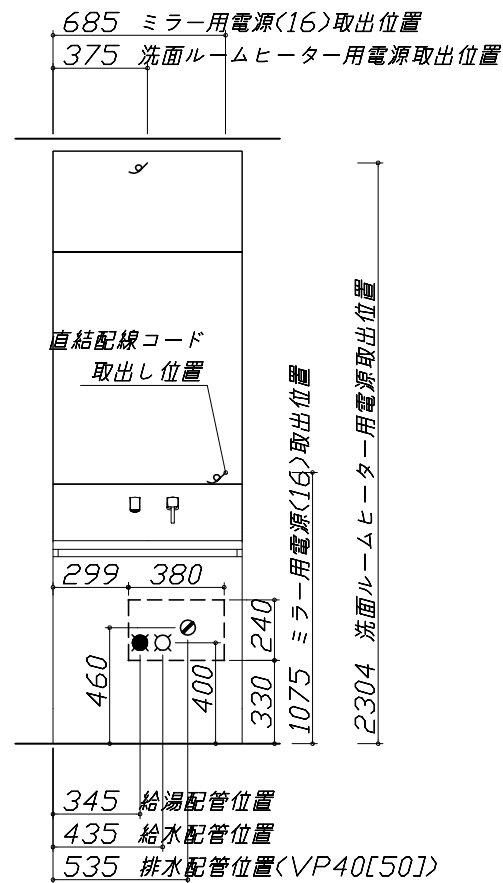 685 ミラー用電源(16)取出位置
375 洗面ルームヒーター用電源取出位置
直結配線コード
取出し位置
1075 ミラー用電源(16)取出位置
2304 洗面ルームヒーター用電源取出位置
299 380
240
330
460
400
345 給湯配管位置
435 給水配管位置
535 排水配管位置(VP40[50])